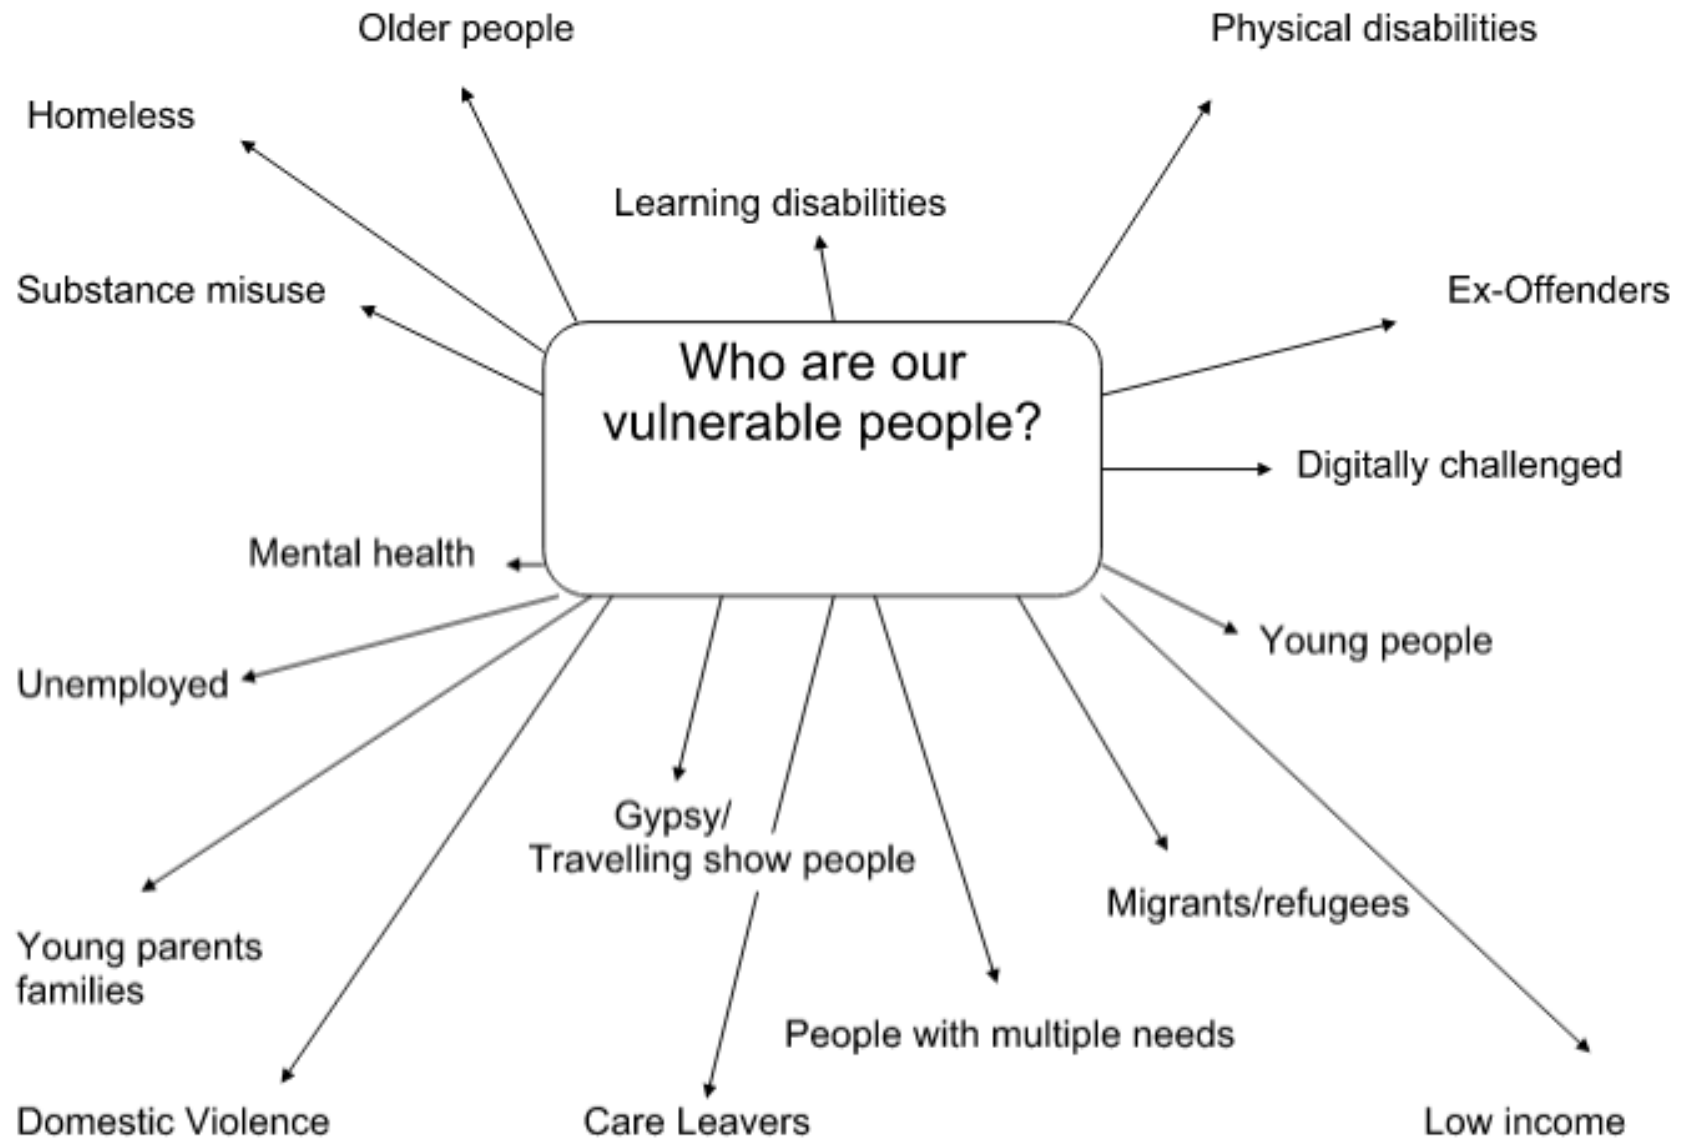 Older people
Physical disabilities
Homeless
Learning disabilities
Substance misuse
Ex-Offenders
Who are our
vulnerable people?
Digitally challenged
Mental health
Young people
Unemployed
Gypsy/
Travelling show people
Migrants/refugees
Young parents
families
People with multiple needs
Domestic Violence
Care Leavers
Low income